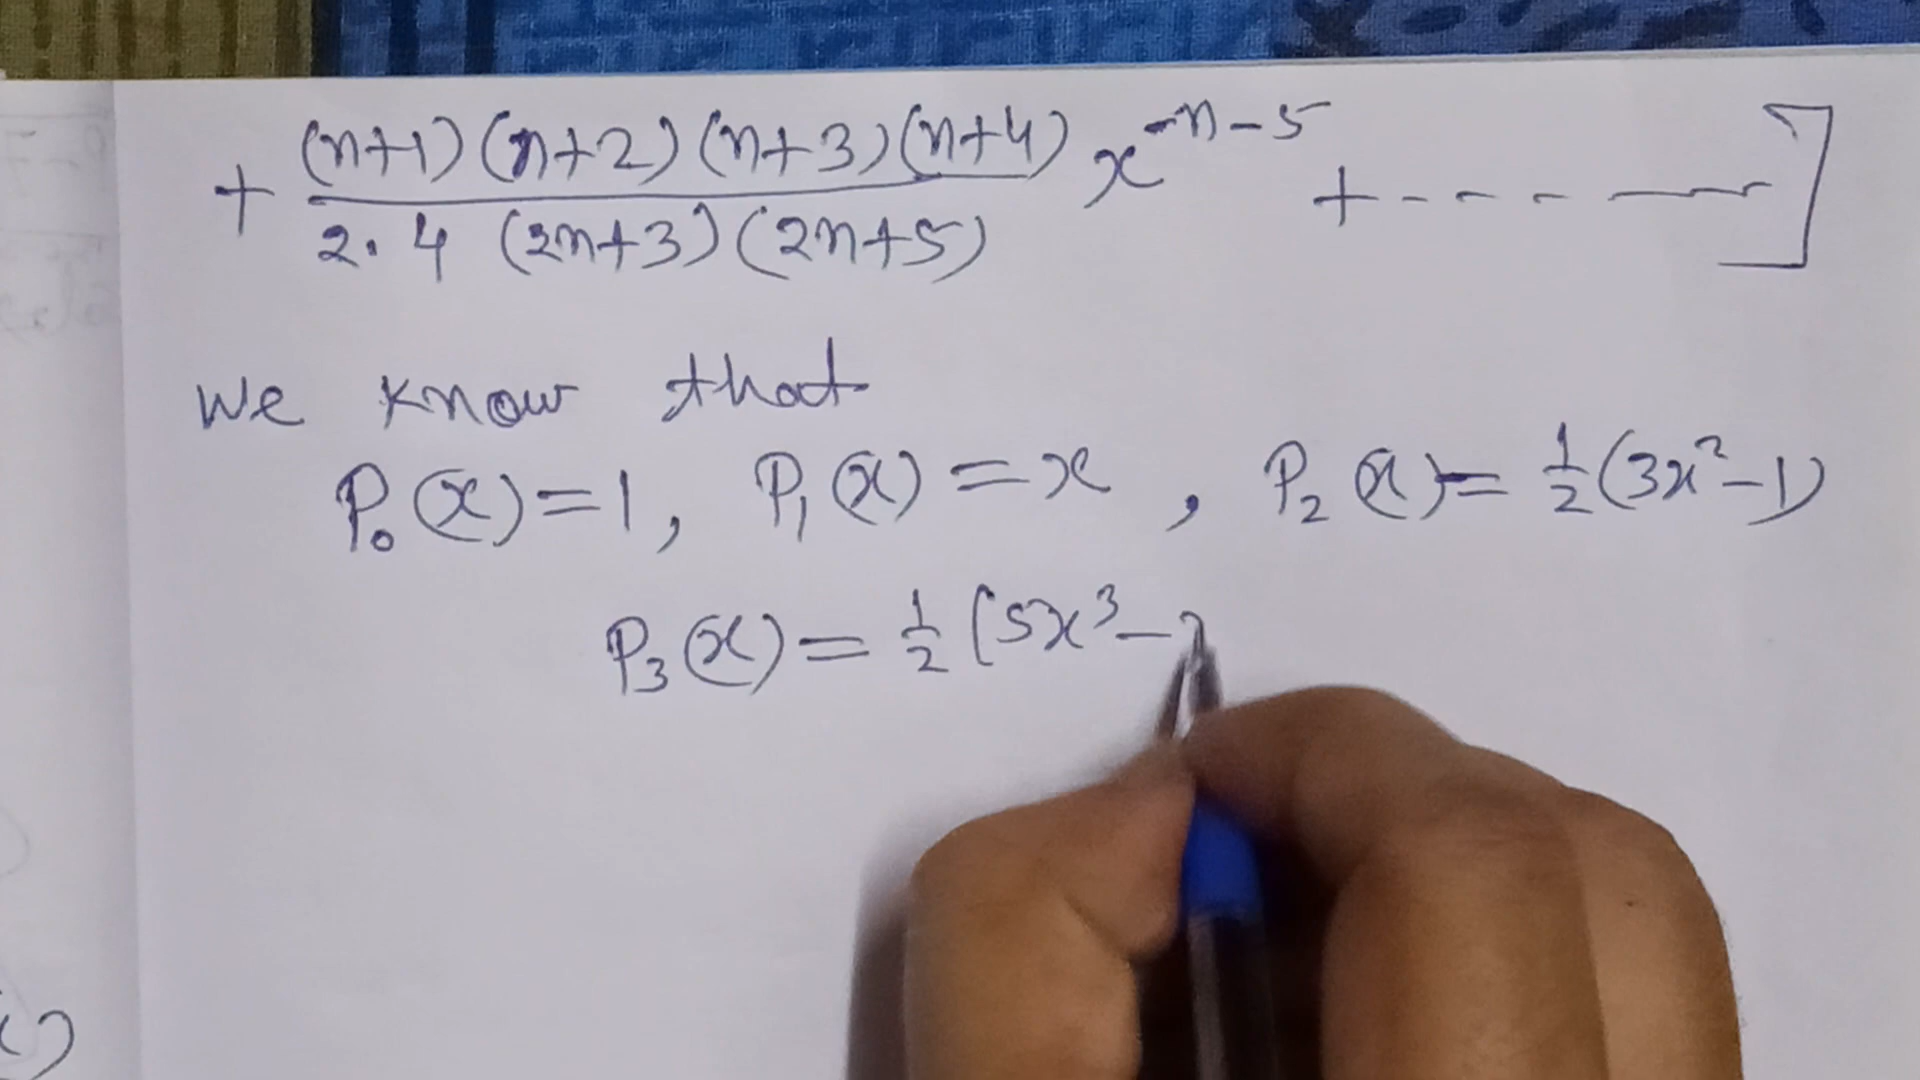 + (n+1)(n+2)(n+3)(n+4) / 2.4 (2n+3)(2n+5) x^-n-5 + - - - - —]
We know that
P₀(x)=1, P₁(x)=x, P₂(x)=½(3x²-1)
P₃(x)=½(5x³-